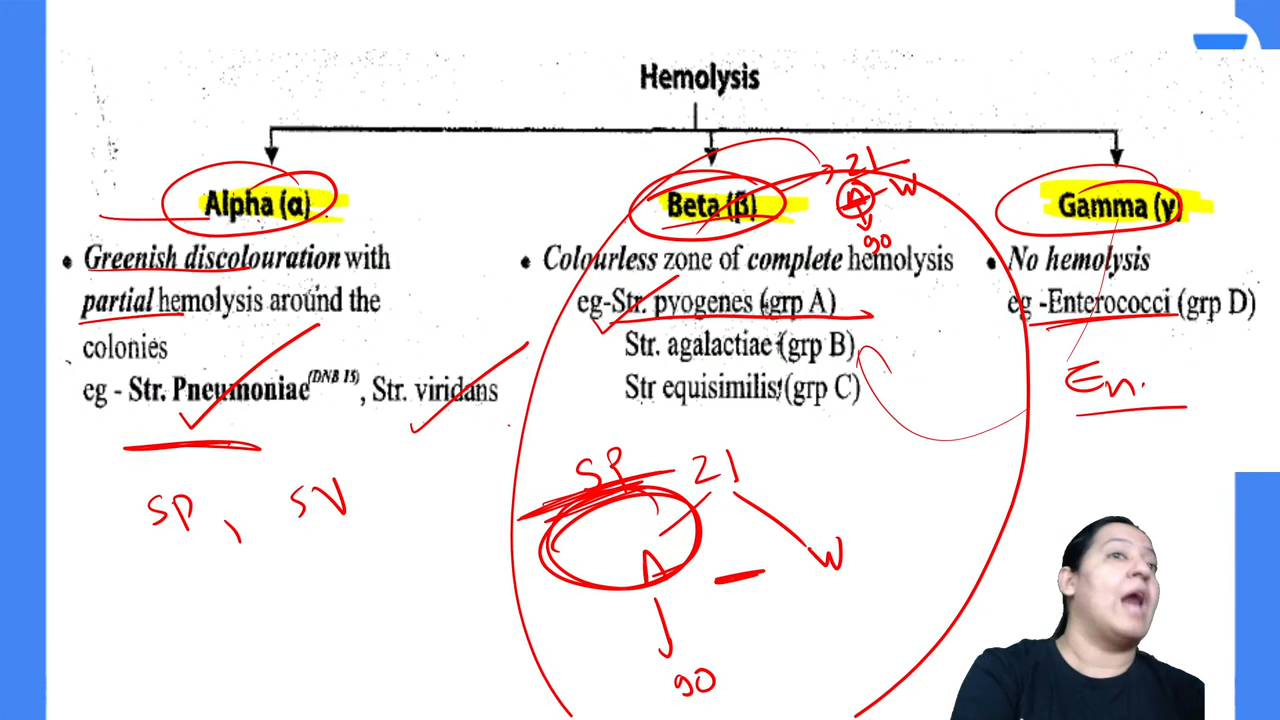 Hemolysis
Alpha (α)
Beta (β)
Gamma (γ)
21
A - W
90
• Greenish discolouration with
partial hemolysis around the
colonies
eg - Str. Pneumoniae (DNB 15), Str. viridans
• Colourless zone of complete hemolysis
eg-Str. pyogenes (grp A)
Str. agalactiae (grp B)
Str equisimilis (grp C)
• No hemolysis
eg -Enterococci (grp D)
En.
SP, SV
SP 21
A - W
90